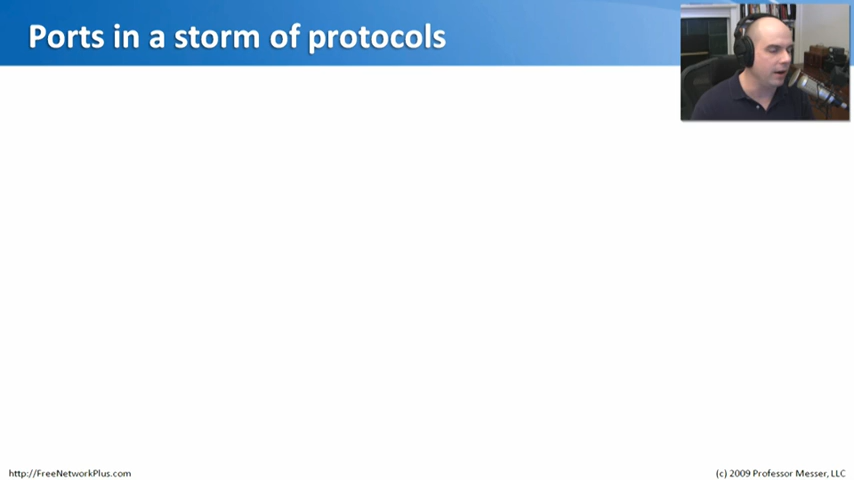 Ports in a storm of protocols
http://FreeNetworkPlus.com
(c) 2009 Professor Messer, LLC